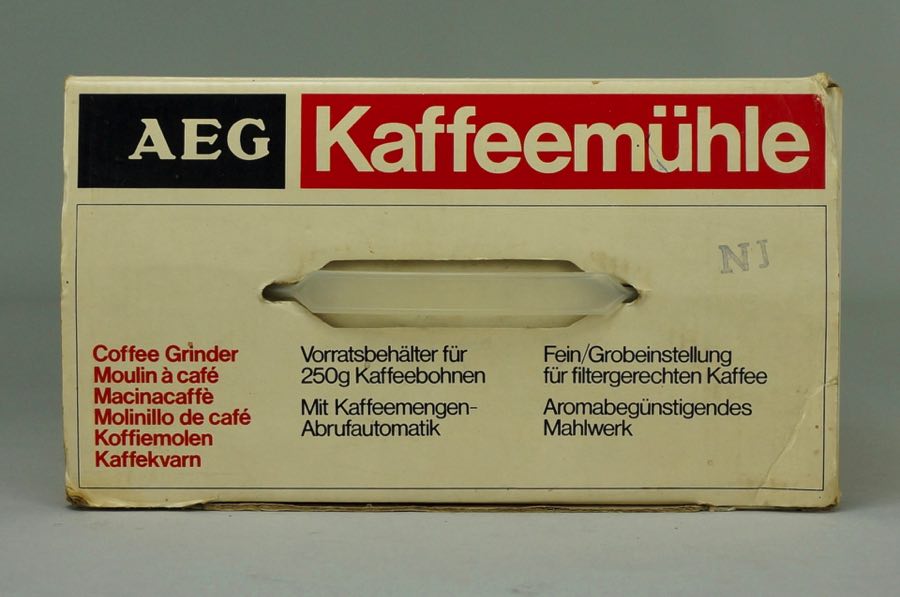 AEG Kaffeemühle
NJ
Coffee Grinder
Moulin à café
Macinacaffè
Molinillo de café
Koffiemolen
Kaffekvarn
Vorratsbehälter für
250g Kaffeebohnen
Mit Kaffeemengen-
Abrufautomatik
Fein/Grobeinstellung
für filtergerechten Kaffee
Aromabegünstigendes
Mahlwerk